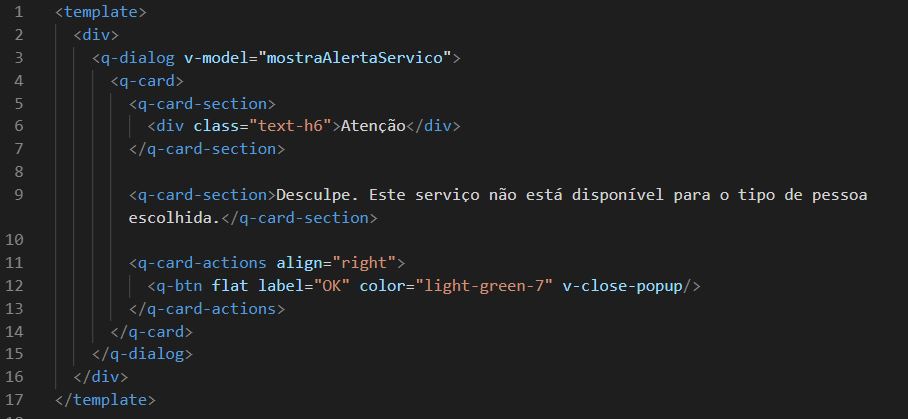 1 <template>
2   <div>
3     <q-dialog v-model="mostraAlertaServico">
4       <q-card>
5         <q-card-section>
6           <div class="text-h6">Atenção</div>
7         </q-card-section>
8
9         <q-card-section>Desculpe. Este serviço não está disponível para o tipo de pessoa
          escolhida.</q-card-section>
10
11         <q-card-actions align="right">
12           <q-btn flat label="OK" color="light-green-7" v-close-popup/>
13         </q-card-actions>
14       </q-card>
15     </q-dialog>
16   </div>
17 </template>